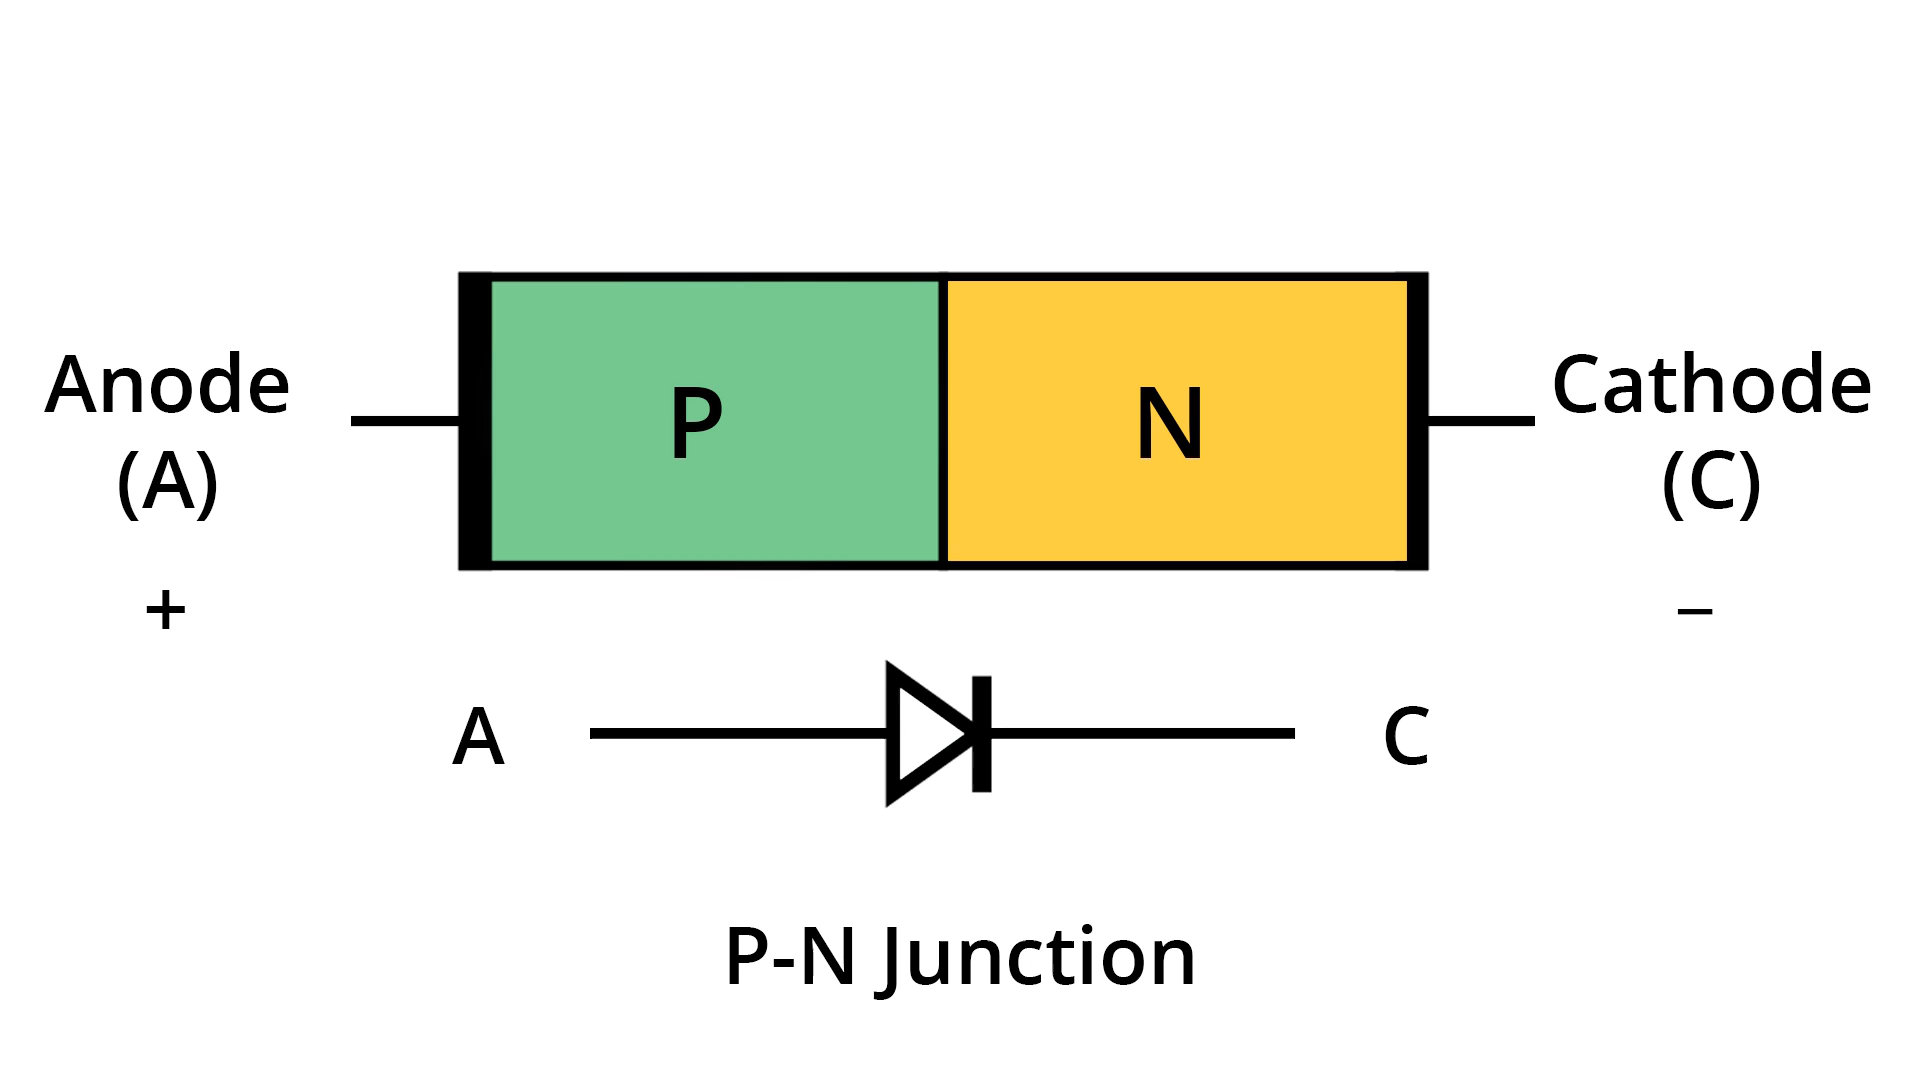 Anode
(A)
+
P
N
Cathode
(C)
–
A
C
P-N Junction